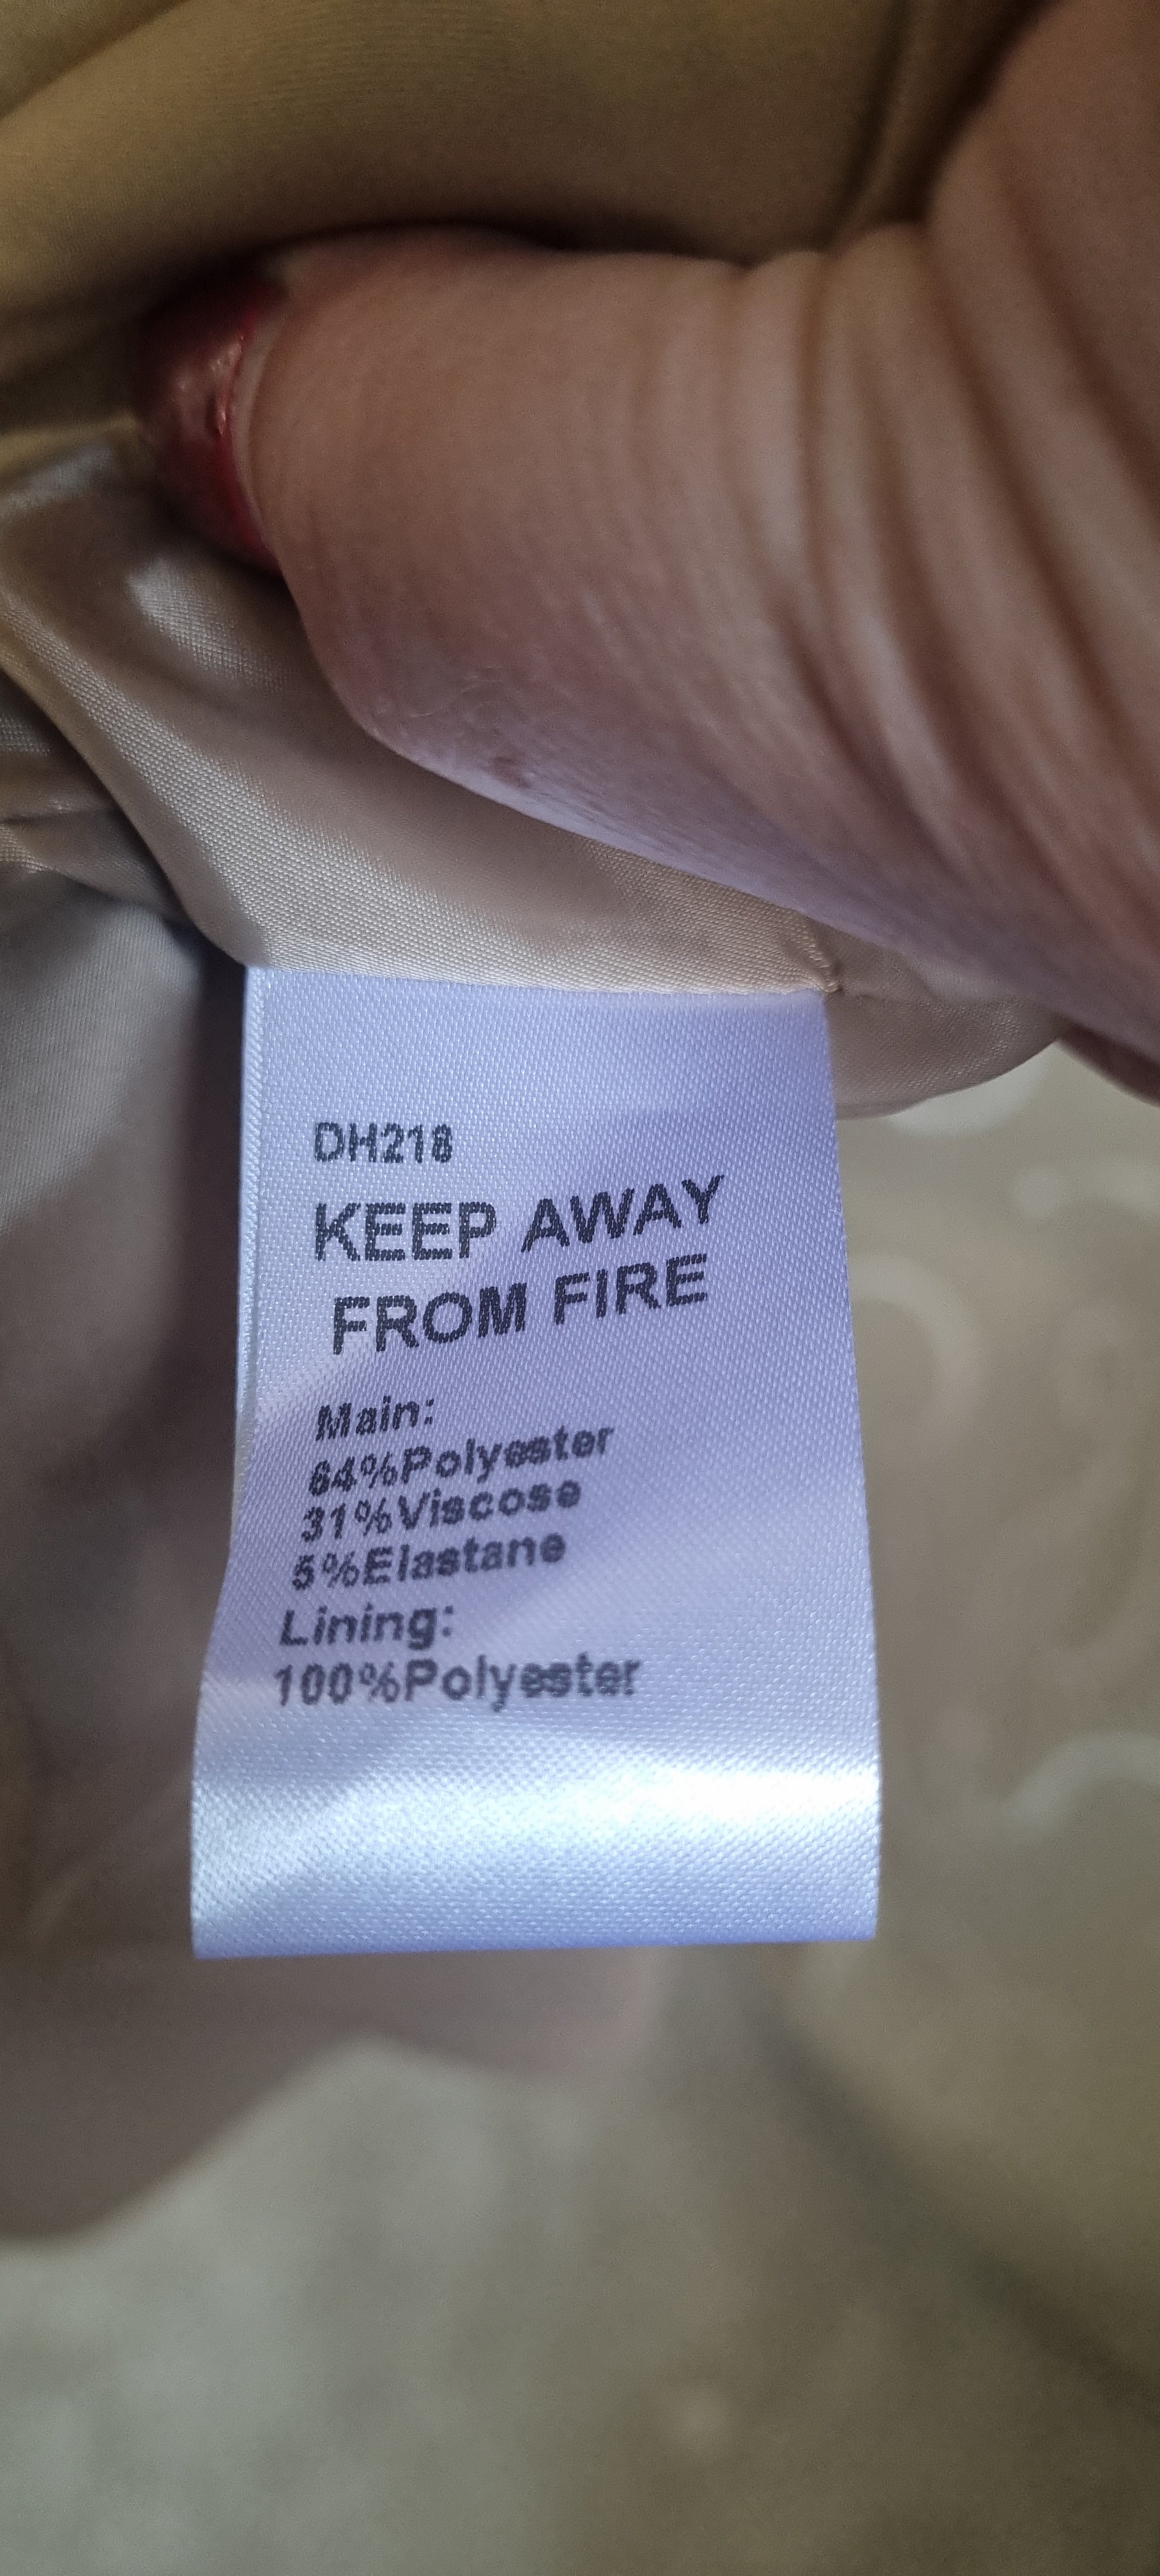 DH218
KEEP AWAY
FROM FIRE
Main:
64%Polyester
31%Viscose
5%Elastane
Lining:
100%Polyester